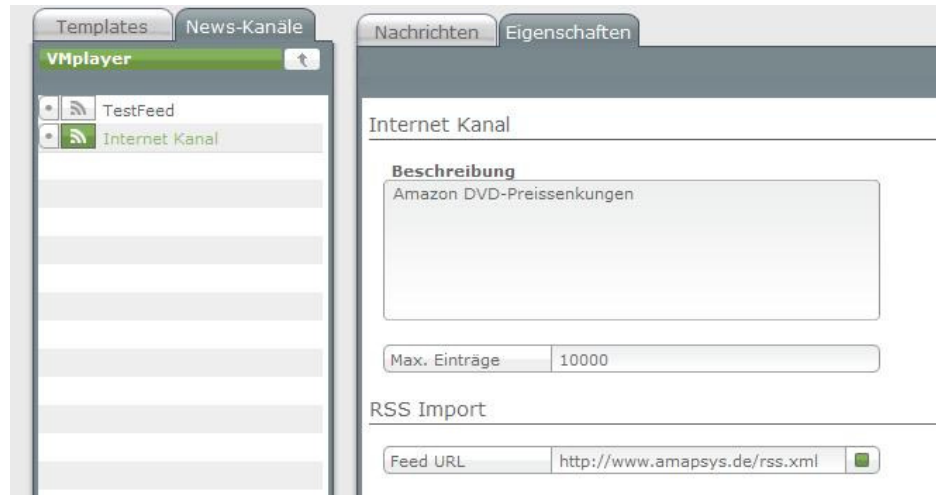 Templates
News-Kanäle
VMplayer
TestFeed
Internet Kanal
Nachrichten
Eigenschaften
Internet Kanal
Beschreibung
Amazon DVD-Preissenkungen
Max. Einträge
10000
RSS Import
Feed URL
http://www.amapsys.de/rss.xml